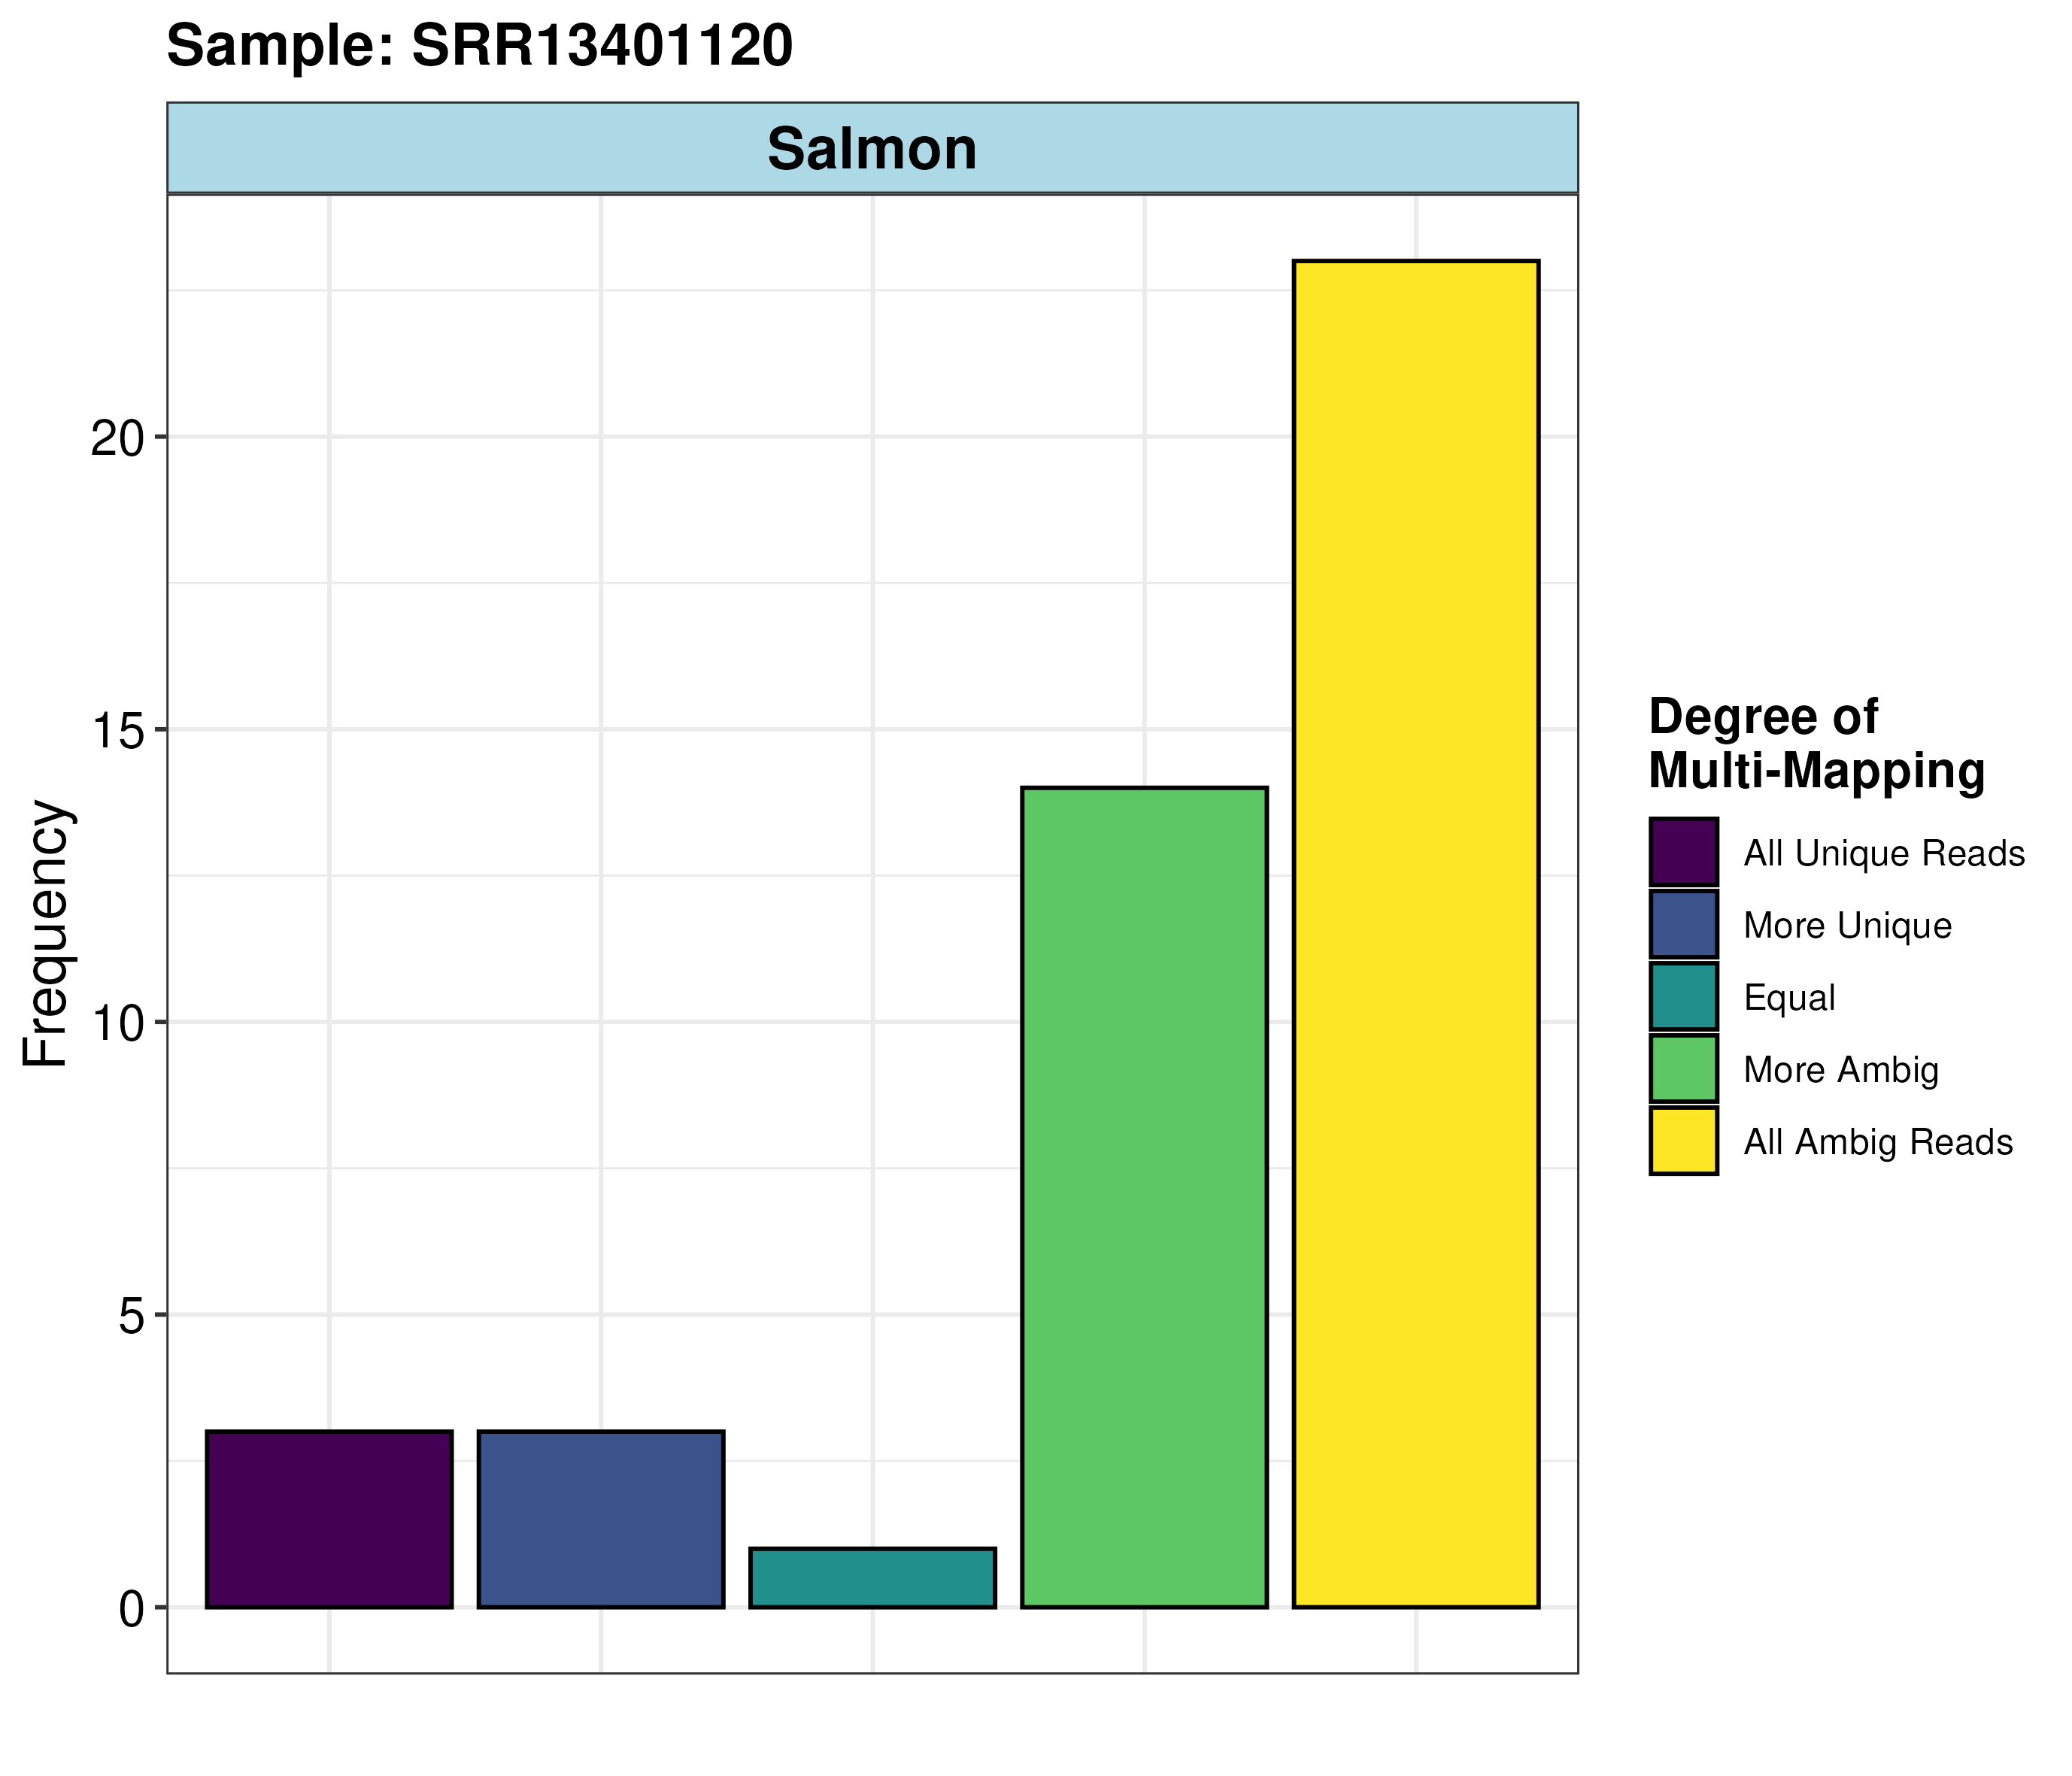 Sample: SRR13401120
Salmon
Frequency
20
15
10
5
0
Degree of
Multi-Mapping
All Unique Reads
More Unique
Equal
More Ambig
All Ambig Reads